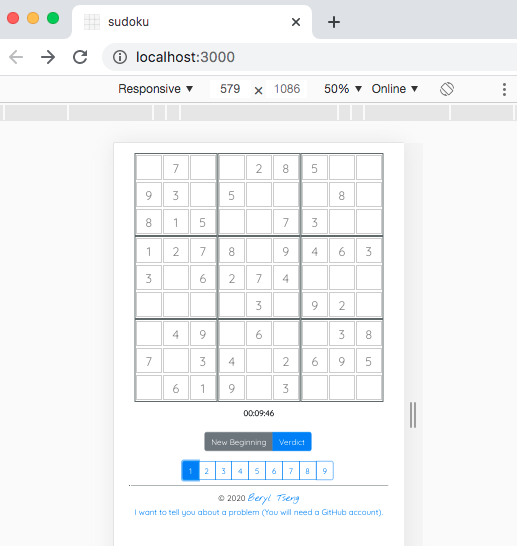 sudoku
localhost:3000
Responsive 579 × 1086 50% Online
7 2 8 5
9 3 5 8
8 1 5 7 3
1 2 7 8 9 4 6 3
3 6 2 7 4
3 9 2
4 9 6 3 8
7 3 4 2 6 9 5
6 1 9 3
00:09:46
New Beginning Verdict
1 2 3 4 5 6 7 8 9
© 2020 Beryl Tseng
I want to tell you about a problem (You will need a GitHub account).